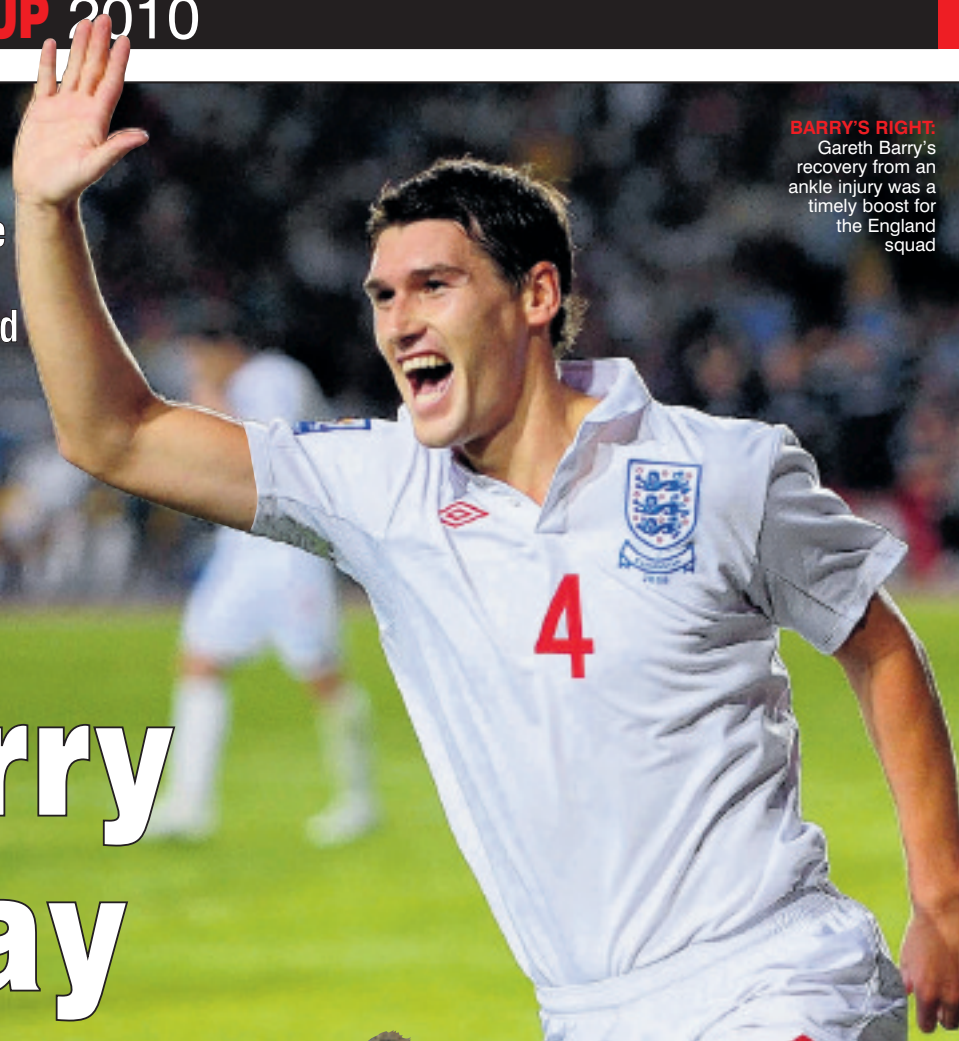 UP 2010
BARRY'S RIGHT:
Gareth Barry's
recovery from an
ankle injury was a
timely boost for
the England
squad
e
d
4
rry
ay